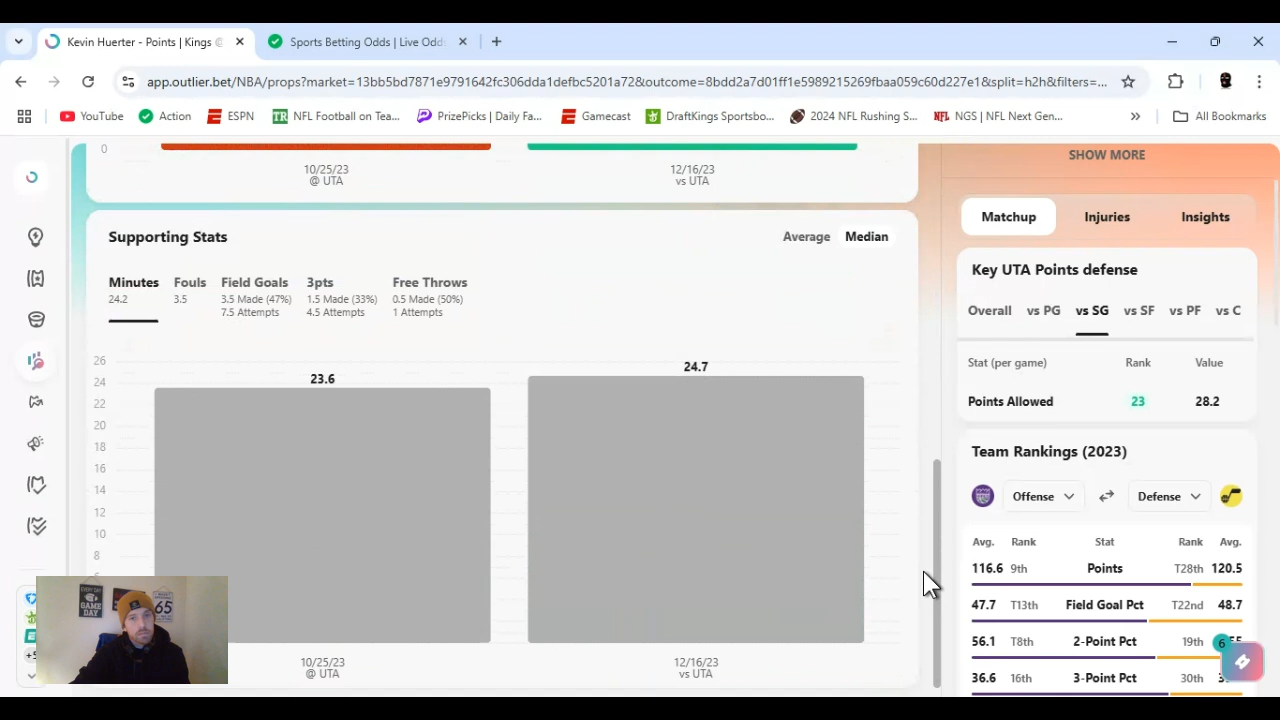 Kevin Huerter - Points | Kings @
Sports Betting Odds | Live Odd
app.outlier.bet/NBA/props?market=13bb5bd7871e9791642fc306dda1defbc5201a72&outcome=8bdd2a7d01ff1e5989215269fbaa059c60d227e1&split=h2h&filters=...
YouTube
Action
ESPN
NFL Football on Tea...
PrizePicks | Daily Fa...
Gamecast
DraftKings Sportsbo...
2024 NFL Rushing S...
NFL NGS | NFL Next Gen...
All Bookmarks
0
10/25/23
@ UTA
12/16/23
vs UTA
Supporting Stats
Average
Median
Minutes
24.2
Fouls
3.5
Field Goals
3.5 Made (47%)
7.5 Attempts
3pts
1.5 Made (33%)
4.5 Attempts
Free Throws
0.5 Made (50%)
1 Attempts
26
24
22
20
18
16
14
12
10
8
23.6
24.7
10/25/23
@ UTA
12/16/23
vs UTA
SHOW MORE
Matchup
Injuries
Insights
Key UTA Points defense
Overall vs PG vs SG vs SF vs PF vs C
Stat (per game) Rank Value
Points Allowed 23 28.2
Team Rankings (2023)
Offense
Defense
Avg. Rank Stat Rank Avg.
116.6 9th Points T28th 120.5
47.7 T13th Field Goal Pct T22nd 48.7
56.1 T8th 2-Point Pct 19th
6
36.6 16th 3-Point Pct 30th
EVERY DAY
GAME
DAY
65